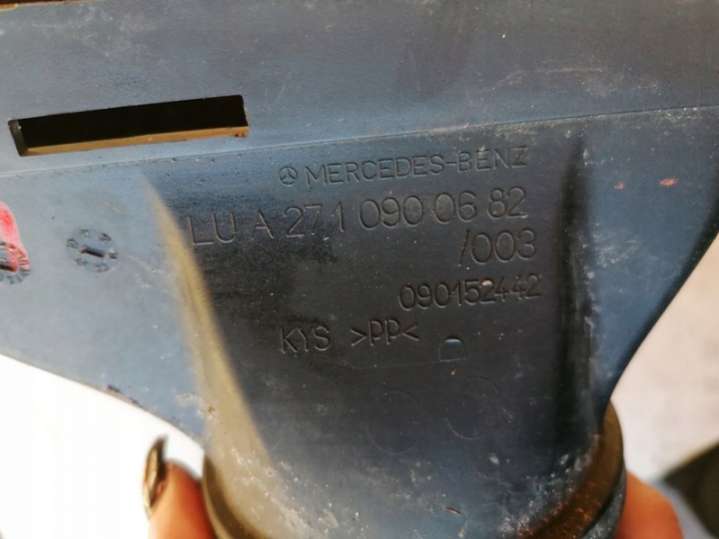 MERCEDES-BENZ
LU A 271 090 06 82
/003
090152442
KYS >PP<